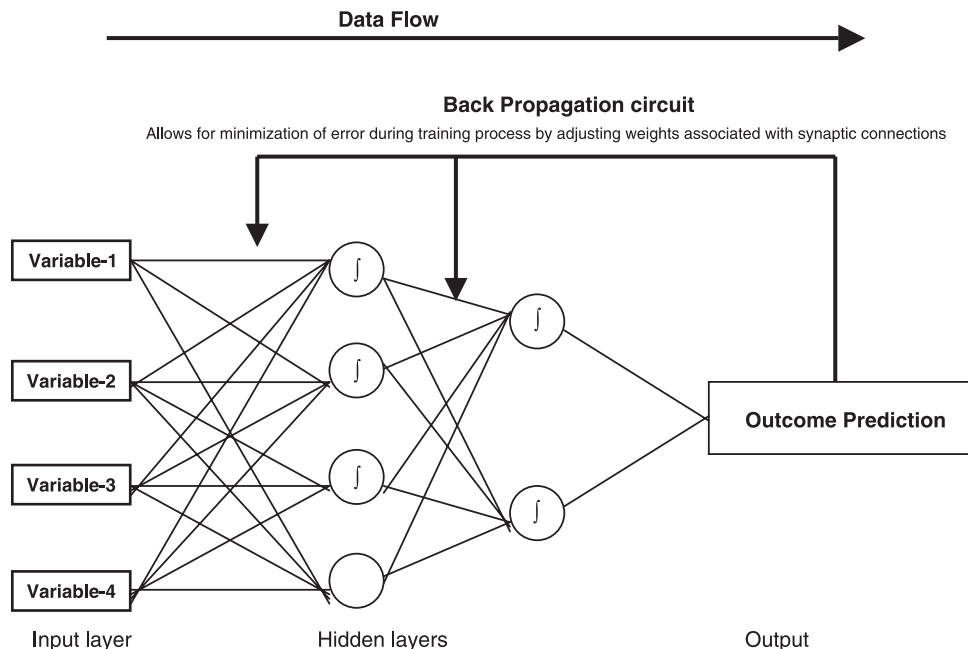 Data Flow
Back Propagation circuit
Allows for minimization of error during training process by adjusting weights associated with synaptic connections
Variable-1
∫
∫
Variable-2
∫
Outcome Prediction
Variable-3
∫
∫
Variable-4
Input layer
Hidden layers
Output